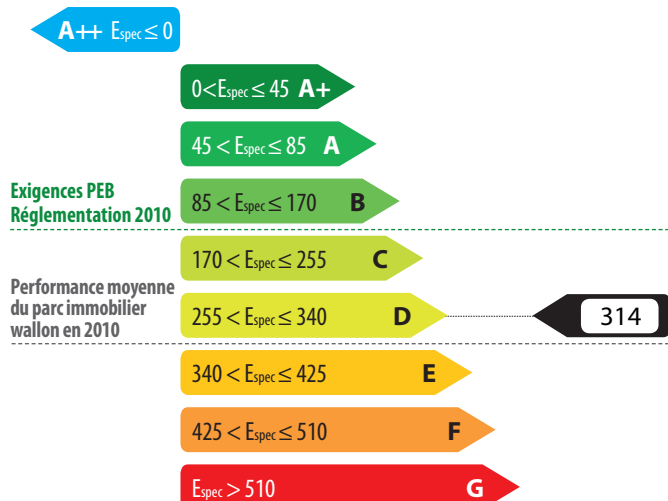 A++ Espec ≤ 0
0 < Espec ≤ 45 A+
45 < Espec ≤ 85 A
Exigences PEB
Réglementation 2010
85 < Espec ≤ 170 B
170 < Espec ≤ 255 C
Performance moyenne
du parc immobilier
wallon en 2010
255 < Espec ≤ 340 D
314
340 < Espec ≤ 425 E
425 < Espec ≤ 510 F
Espec > 510 G